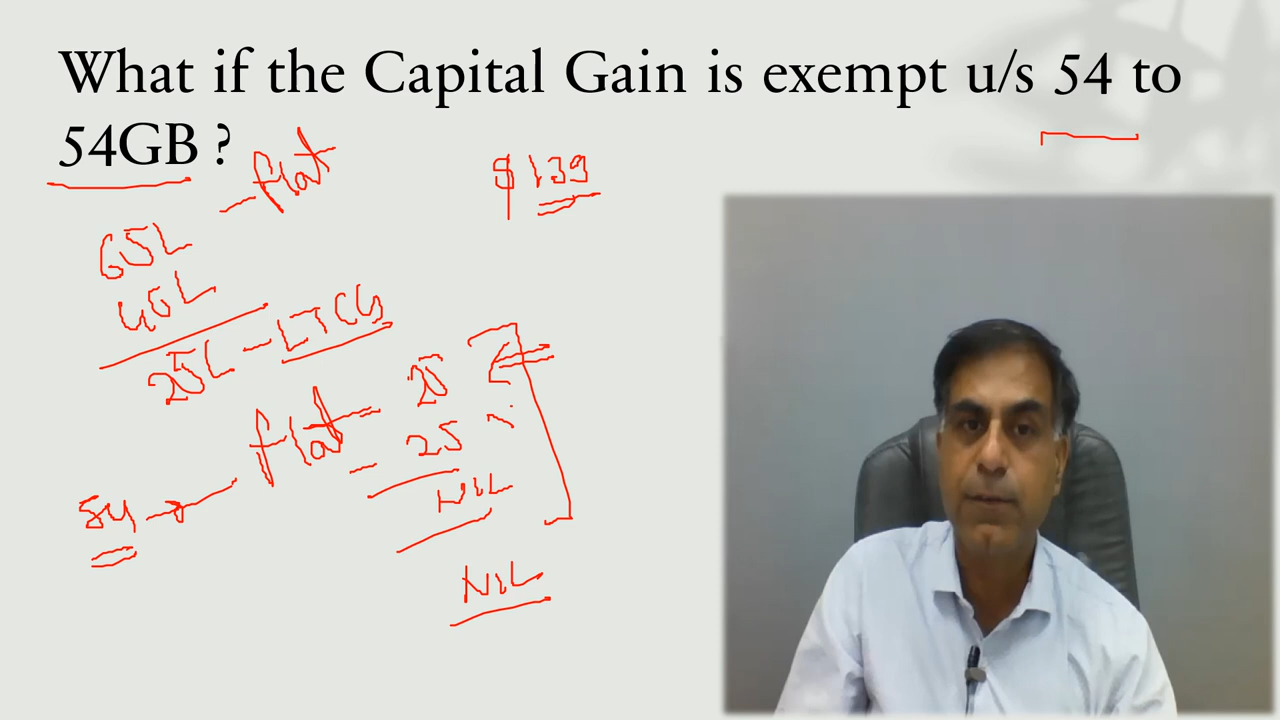 What if the Capital Gain is exempt u/s 54 to
54GB ?
- flat
$ 139
65L
40L
25L - LTCG
flat - 25
- 25
NIL
54 →
NIL